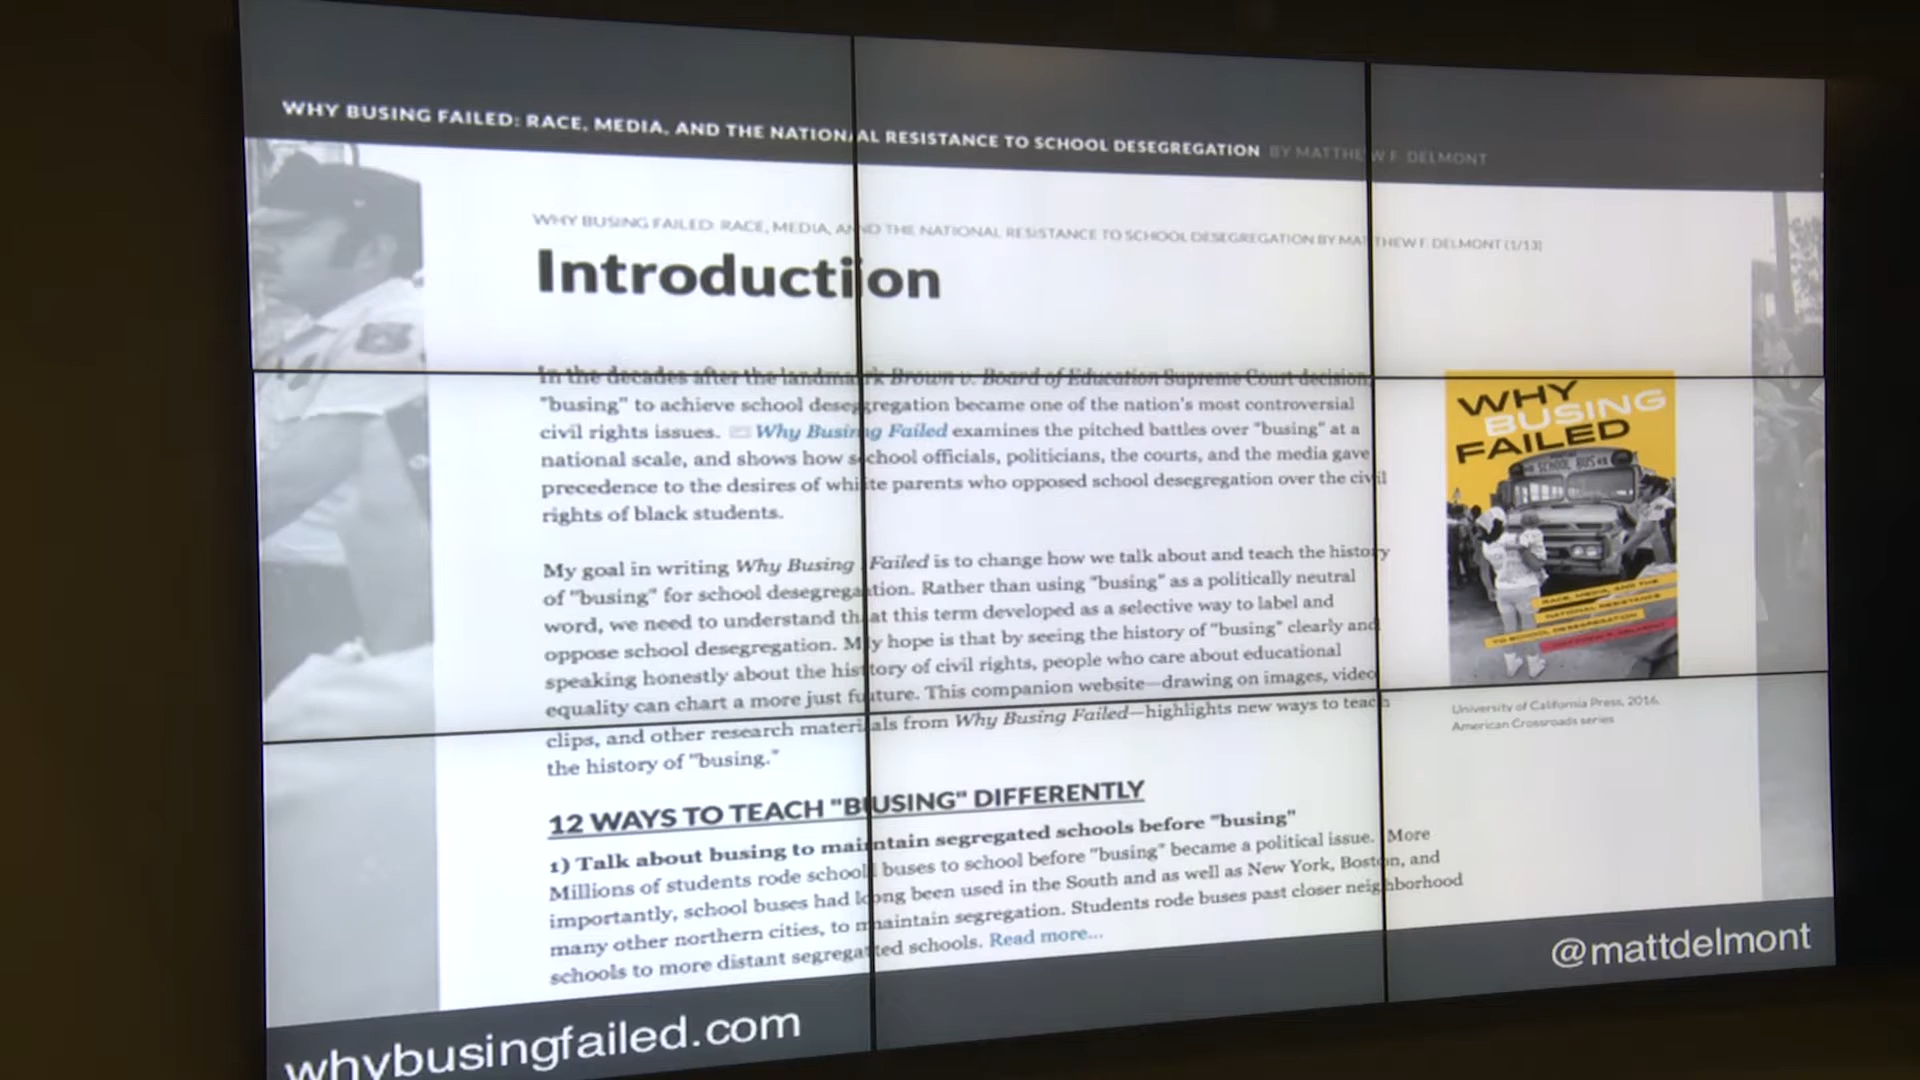 WHY BUSING FAILED: RACE, MEDIA, AND THE NATIONAL RESISTANCE TO SCHOOL DESEGREGATION BY MATTHEW F. DELMONT
WHY BUSING FAILED: RACE, MEDIA, AND THE NATIONAL RESISTANCE TO SCHOOL DESEGREGATION BY MATTHEW F. DELMONT (1/13)
Introduction
In the decades after the landmark Brown v. Board of Education Supreme Court decision,
"busing" to achieve school desegregation became one of the nation's most controversial
civil rights issues. Why Busing Failed examines the pitched battles over "busing" at a
national scale, and shows how school officials, politicians, the courts, and the media gave
precedence to the desires of white parents who opposed school desegregation over the civil
rights of black students.
My goal in writing Why Busing Failed is to change how we talk about and teach the history
of "busing" for school desegregation. Rather than using "busing" as a politically neutral
word, we need to understand that this term developed as a selective way to label and
oppose school desegregation. My hope is that by seeing the history of "busing" clearly and
speaking honestly about the history of civil rights, people who care about educational
equality can chart a more just future. This companion website—drawing on images, video
clips, and other research materials from Why Busing Failed—highlights new ways to teach
the history of "busing."
12 WAYS TO TEACH "BUSING" DIFFERENTLY
1) Talk about busing to maintain segregated schools before "busing"
Millions of students rode school buses to school before "busing" became a political issue. More
importantly, school buses had long been used in the South and as well as New York, Boston, and
many other northern cities, to maintain segregation. Students rode buses past closer neighborhood
schools to more distant segregated schools. Read more...
WHY
BUSING
FAILED
SCHOOL BUS
RACE, MEDIA, AND THE
NATIONAL RESISTANCE
TO SCHOOL DESEGREGATION
MATTHEW F. DELMONT
University of California Press, 2016,
American Crossroads series
whybusingfailed.com
@mattdelmont